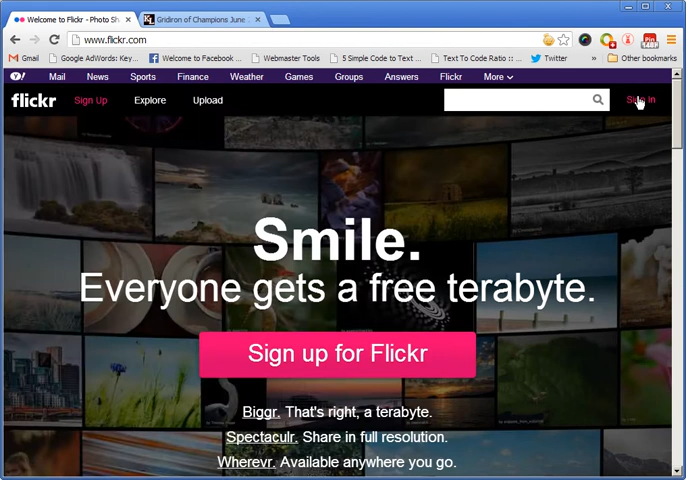 Welcome to Flickr - Photo Sh
Gridiron of Champions June
www.flickr.com
Gmail Google AdWords: Key... Welcome to Facebook ... Webmaster Tools 5 Simple Code to Text ... Text To Code Ratio :: ... Twitter » Other bookmarks
Y! Mail News Sports Finance Weather Games Groups Answers Flickr More
flickr Sign Up Explore Upload Sign In
Smile.
Everyone gets a free terabyte.
Sign up for Flickr
Biggr. That's right, a terabyte.
Spectaculr. Share in full resolution.
Wherevr. Available anywhere you go.